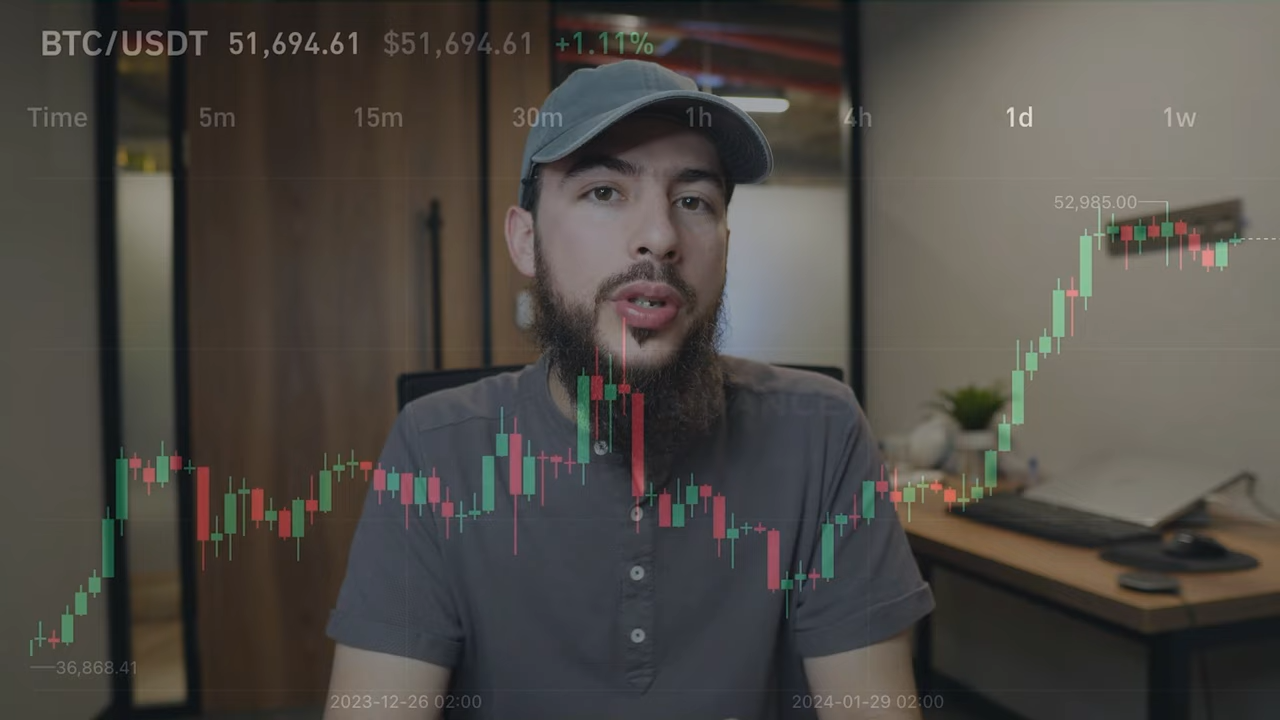 BTC/USDT 51,694.61 $51,694.61 +1.11%
Time 5m 15m 30m 1h 4h 1d 1w
52,985.00
36,868.41
2023-12-26 02:00 2024-01-29 02:00